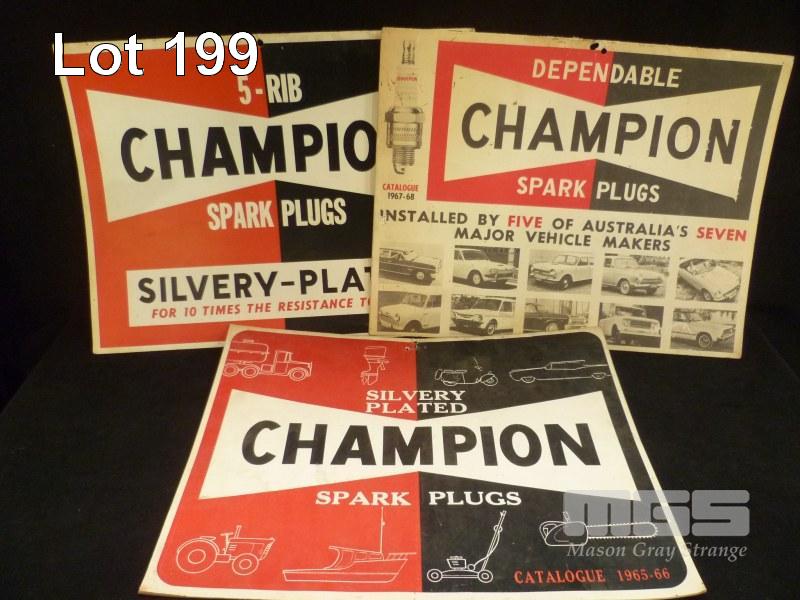 Lot 199
5-RIB
CHAMPIO
SPARK PLUGS
SILVERY-PLAT
FOR 10 TIMES THE RESISTANCE TO
DEPENDABLE
CHAMPION
SPARK PLUGS
CATALOGUE
1967-68
INSTALLED BY FIVE OF AUSTRALIA'S SEVEN
MAJOR VEHICLE MAKERS
SILVERY
PLATED
CHAMPION
SPARK PLUGS
CATALOGUE 1965-66
MGS
Mason Gray Strange